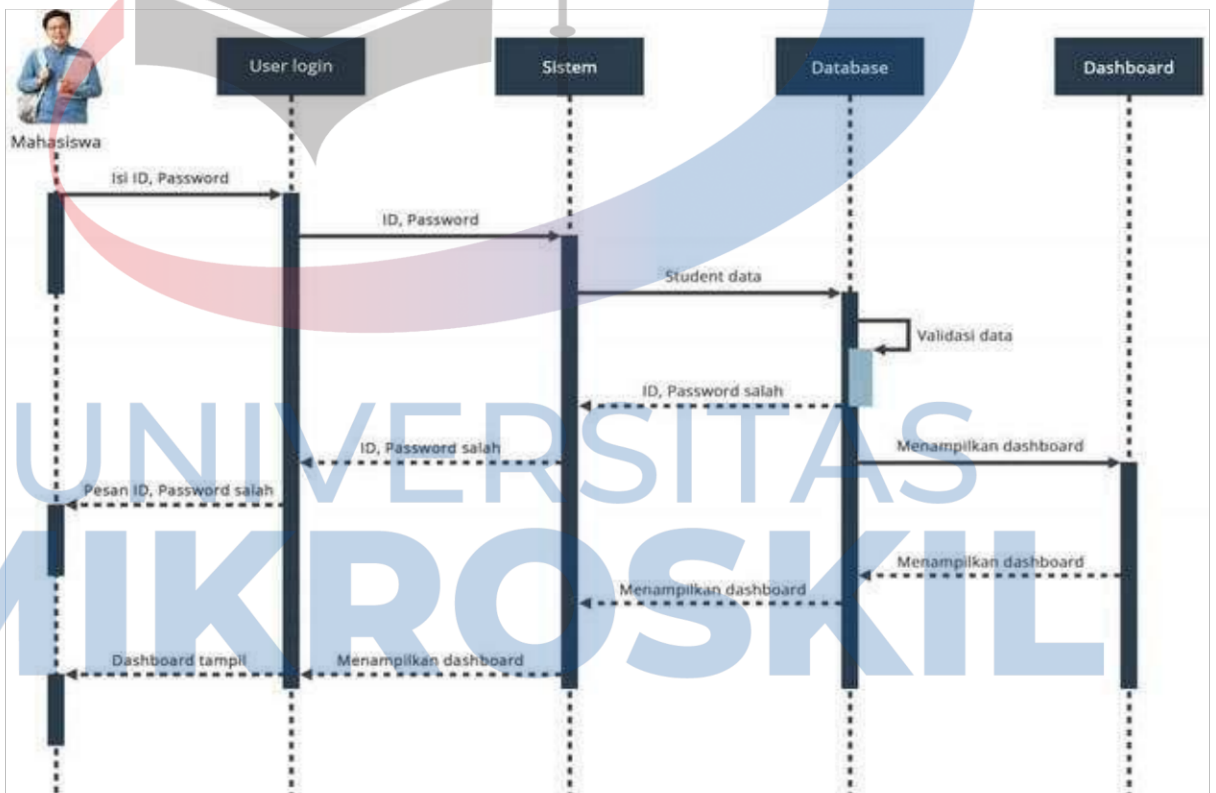 User login
Sistem
Database
Dashboard
Mahasiswa
Isi ID, Password
ID, Password
Student data
Validasi data
ID, Password salah
ID, Password salah
Menampilkan dashboard
Pesan ID, Password salah
Menampilkan dashboard
Menampilkan dashboard
Dashboard tampil
Menampilkan dashboard
UNIVERSITAS
MIKROSKIL